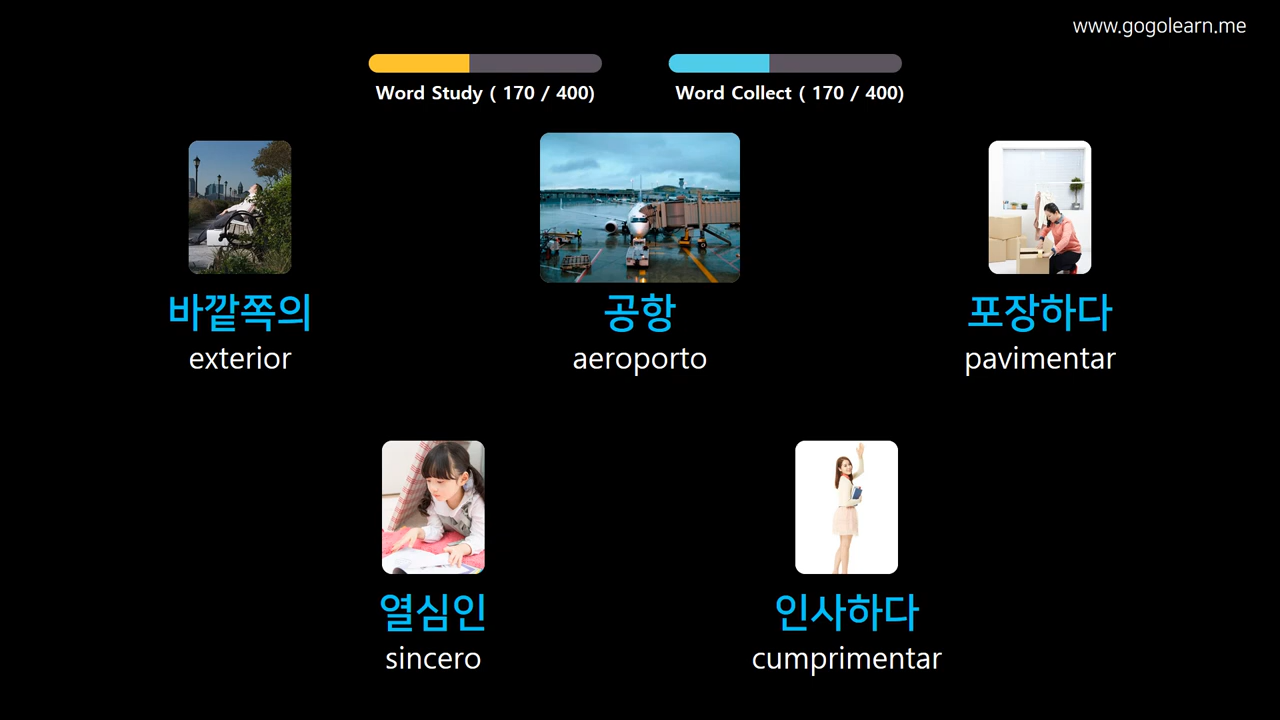 www.gogolearn.me
Word Study ( 170 / 400)
Word Collect ( 170 / 400)
바깥쪽의
exterior
공항
aeroporto
포장하다
pavimentar
열심인
sincero
인사하다
cumprimentar